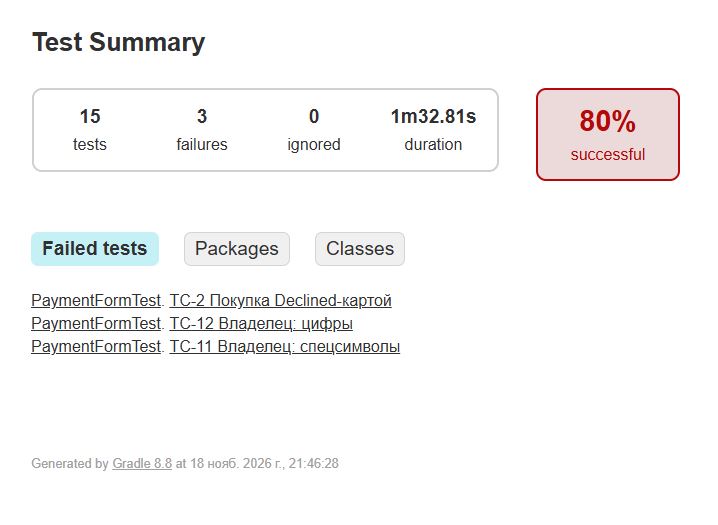 Test Summary
15 3 0 1m32.81s
tests failures ignored duration
80%
successful
Failed tests Packages Classes
PaymentFormTest. TC-2 Покупка Declined-картой
PaymentFormTest. TC-12 Владелец: цифры
PaymentFormTest. TC-11 Владелец: спецсимволы
Generated by Gradle 8.8 at 18 нояб. 2026 г., 21:46:28